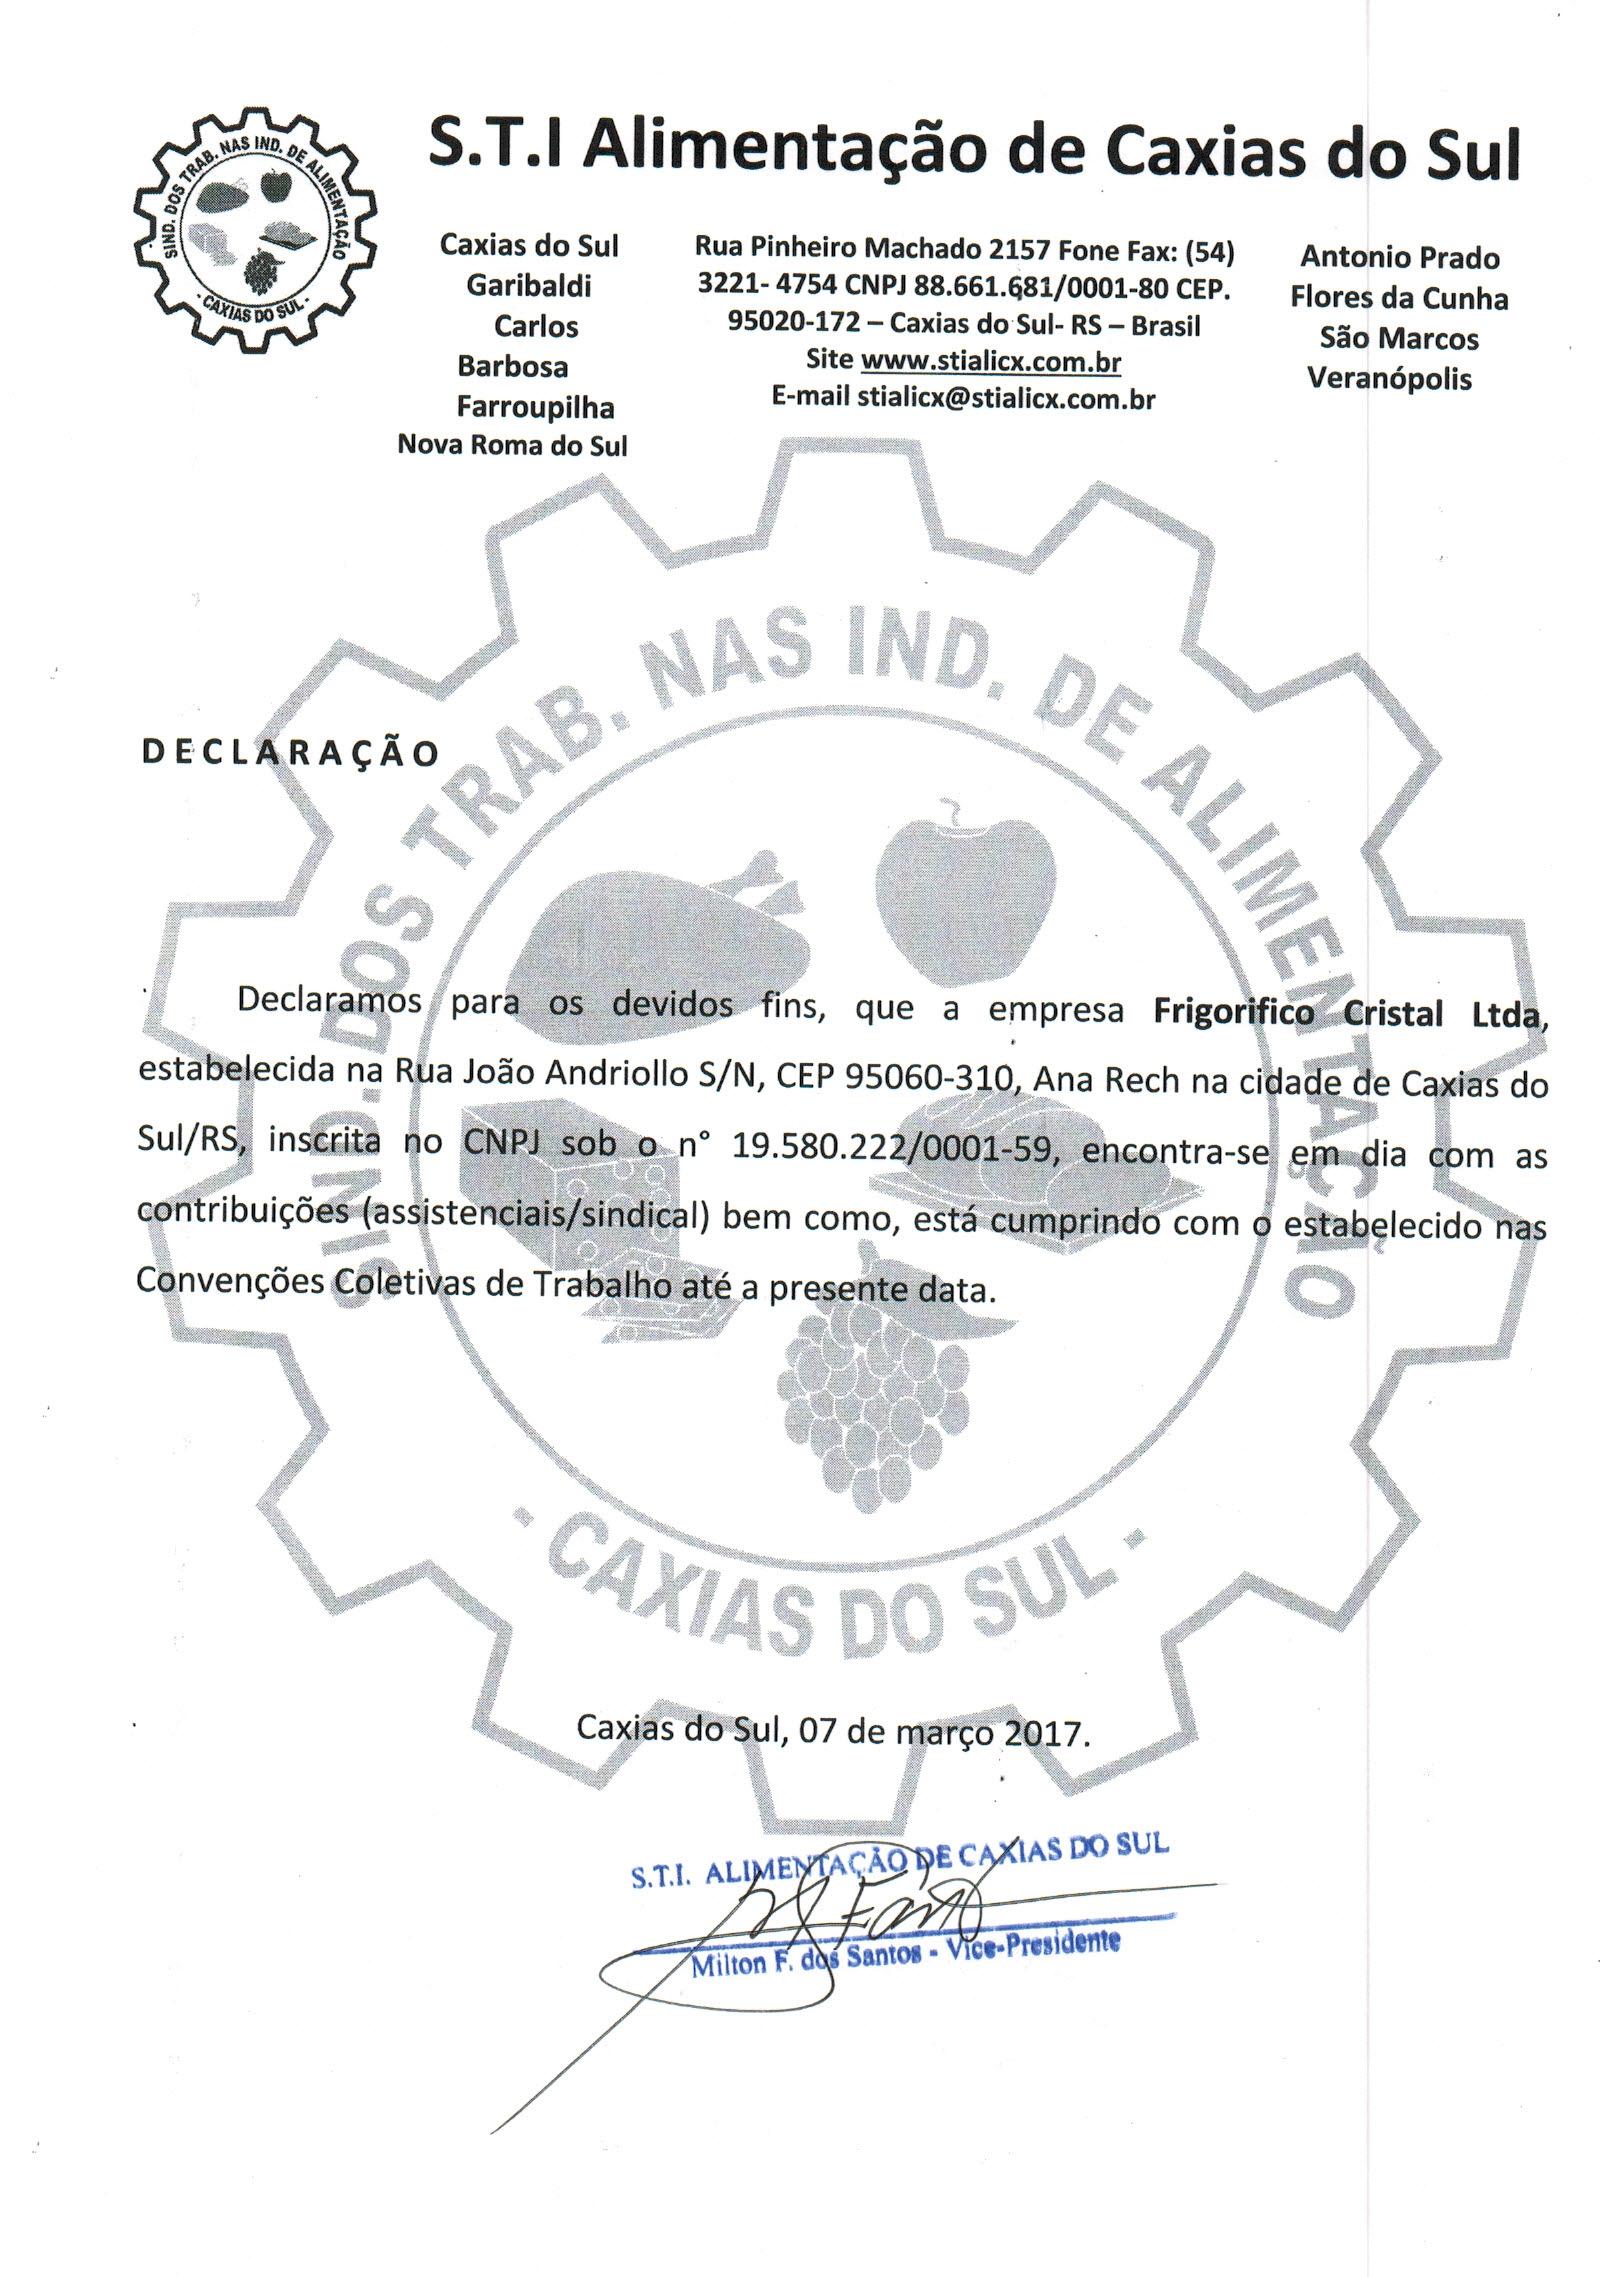 SIND. DOS TRAB. NAS IND. DE ALIMENTAÇÃO
- CAXIAS DO SUL -
S.T.I Alimentação de Caxias do Sul
Caxias do Sul
Garibaldi
Carlos
Barbosa
Farroupilha
Nova Roma do Sul
Rua Pinheiro Machado 2157 Fone Fax: (54)
3221- 4754 CNPJ 88.661.681/0001-80 CEP.
95020-172 – Caxias do Sul- RS – Brasil
Site www.stialicx.com.br
E-mail stialicx@stialicx.com.br
Antonio Prado
Flores da Cunha
São Marcos
Veranópolis
SIND. DOS TRAB. NAS IND. DE ALIMENTAÇÃO
DECLARAÇÃO
Declaramos para os devidos fins, que a empresa Frigorifico Cristal Ltda,
estabelecida na Rua João Andriollo S/N, CEP 95060-310, Ana Rech na cidade de Caxias do
Sul/RS, inscrita no CNPJ sob o n° 19.580.222/0001-59, encontra-se em dia com as
contribuições (assistenciais/sindical) bem como, está cumprindo com o estabelecido nas
Convenções Coletivas de Trabalho até a presente data.
- CAXIAS DO SUL -
Caxias do Sul, 07 de março 2017.
S.T.I. ALIMENTAÇÃO DE CAXIAS DO SUL
Milton F. dos Santos - Vice-Presidente